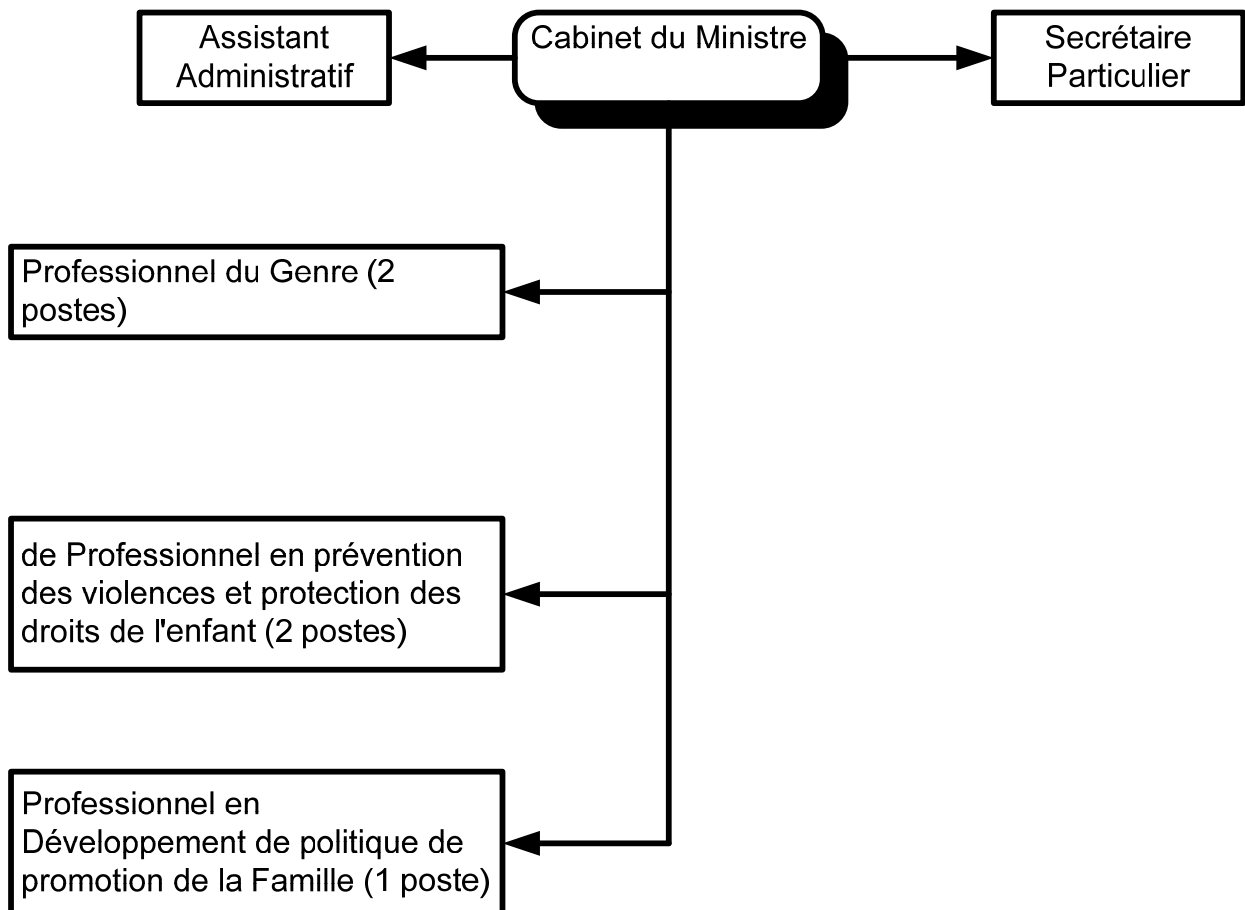 Assistant
Administratif
Cabinet du Ministre
Secrétaire
Particulier
Professionnel du Genre (2
postes)
de Professionnel en prévention
des violences et protection des
droits de l'enfant (2 postes)
Professionnel en
Développement de politique de
promotion de la Famille (1 poste)